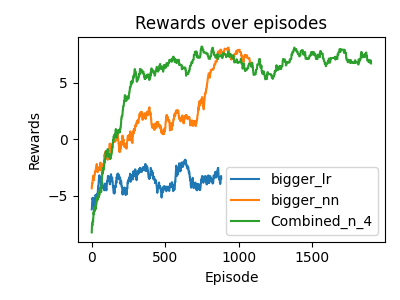 Rewards over episodes
Rewards
5
0
−5
bigger_lr
bigger_nn
Combined_n_4
0 500 1000 1500
Episode